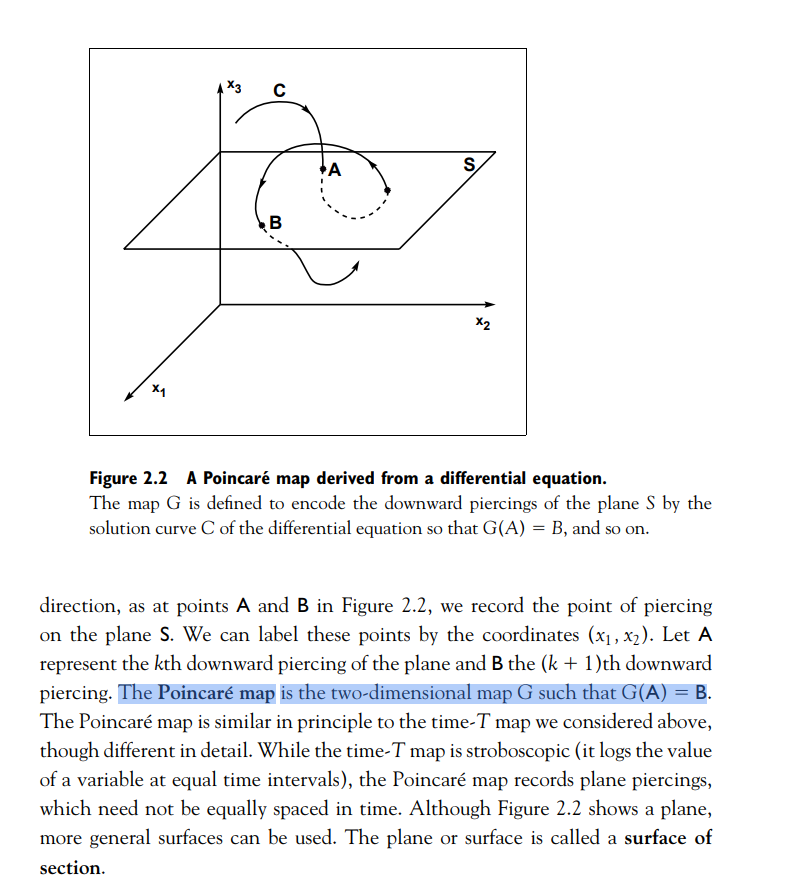 x3
C
S
A
B
x2
x1
Figure 2.2 A Poincaré map derived from a differential equation.
The map G is defined to encode the downward piercings of the plane S by the
solution curve C of the differential equation so that G(A) = B, and so on.
direction, as at points A and B in Figure 2.2, we record the point of piercing
on the plane S. We can label these points by the coordinates (x1, x2). Let A
represent the kth downward piercing of the plane and B the (k + 1)th downward
piercing. The Poincaré map is the two-dimensional map G such that G(A) = B.
The Poincaré map is similar in principle to the time-T map we considered above,
though different in detail. While the time-T map is stroboscopic (it logs the value
of a variable at equal time intervals), the Poincaré map records plane piercings,
which need not be equally spaced in time. Although Figure 2.2 shows a plane,
more general surfaces can be used. The plane or surface is called a surface of
section.